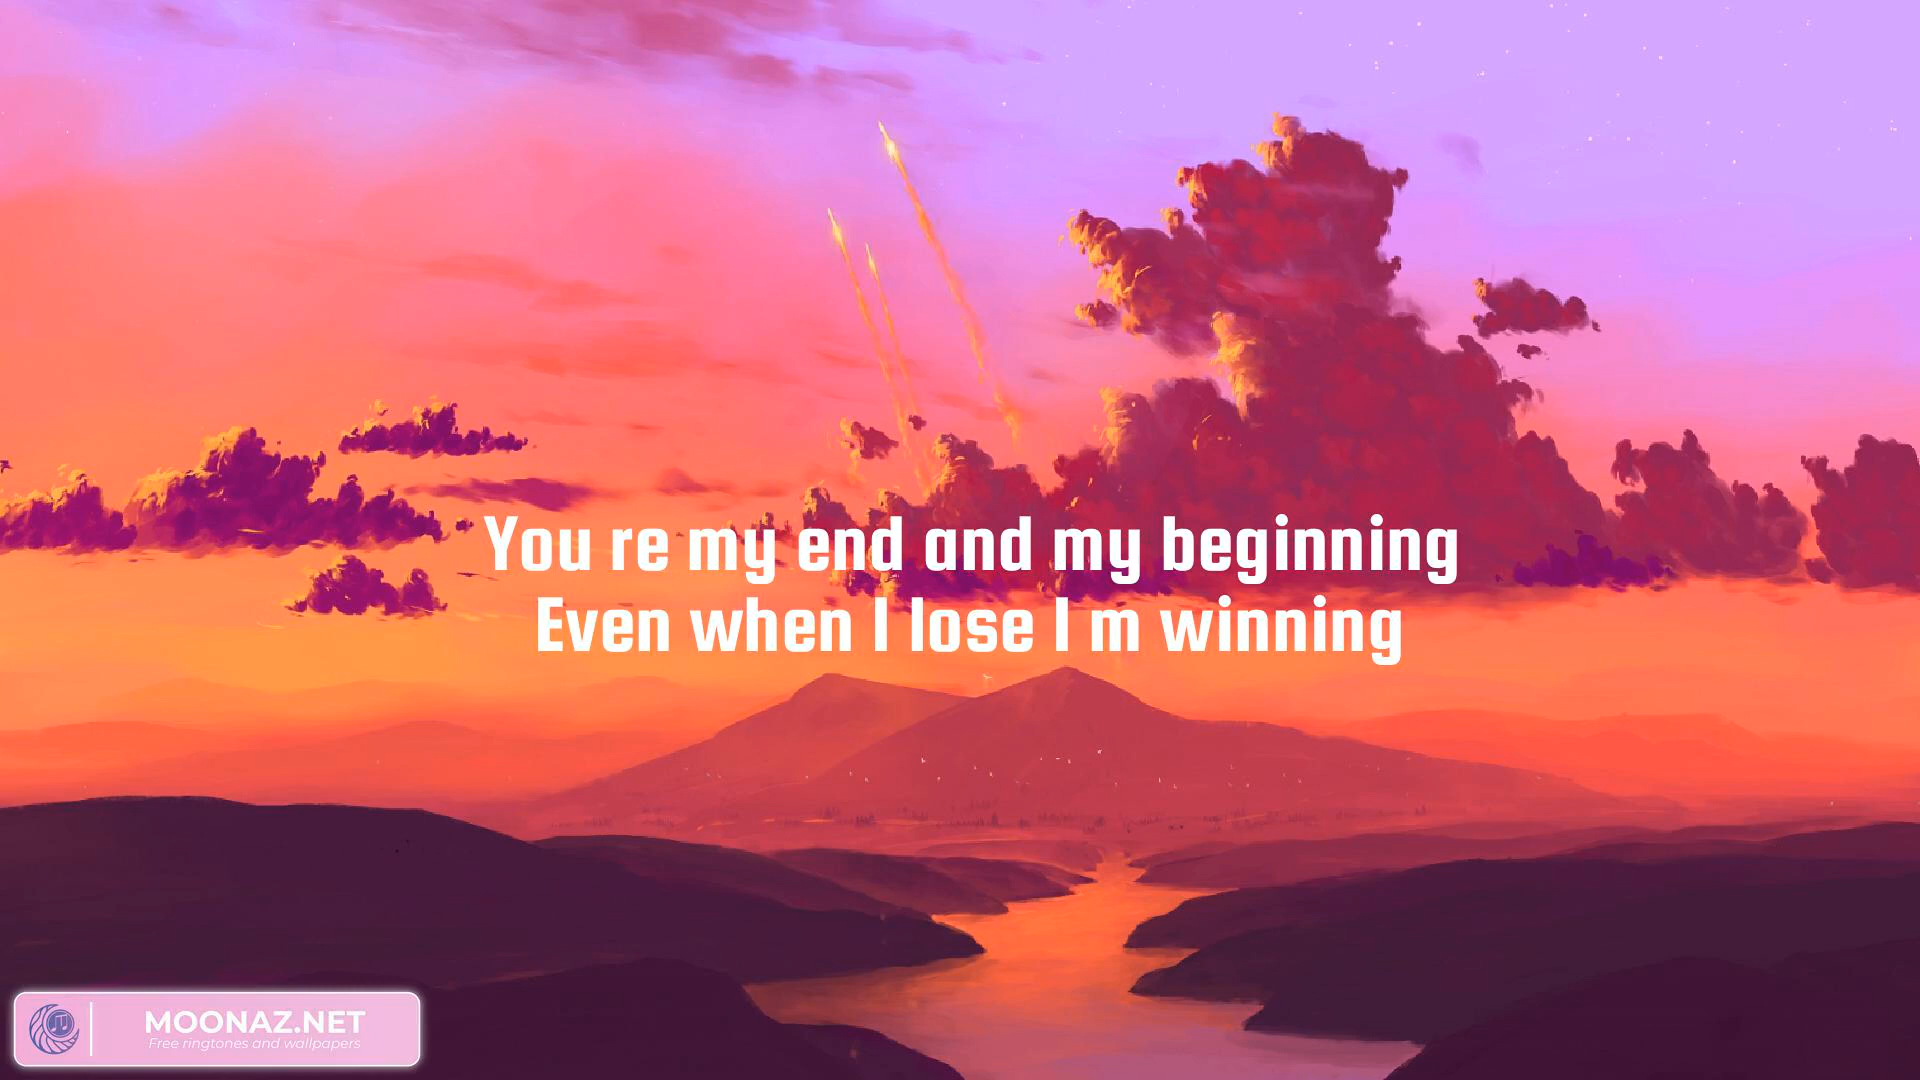 You re my end and my beginning
Even when I lose I m winning
MOONAZ.NET
Free ringtones and wallpapers